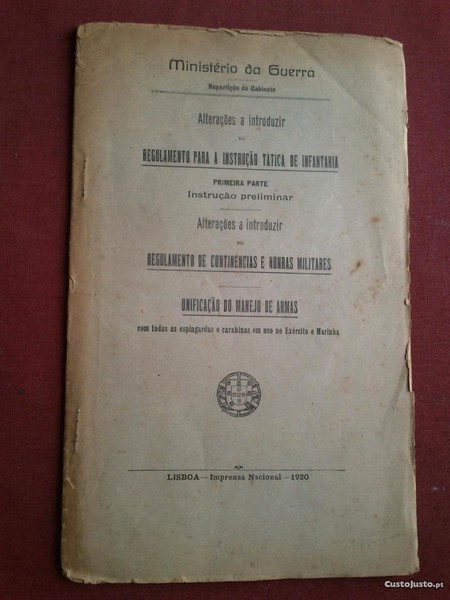 Ministério da Guerra
Repartição do Gabinete
Alterações a introduzir
no
REGULAMENTO PARA A INSTRUÇÃO TÁTICA DE INFANTARIA
PRIMEIRA PARTE
Instrução preliminar
Alterações a introduzir
no
REGULAMENTO DE CONTINÊNCIAS E HONRAS MILITARES
UNIFICAÇÃO DO MANEJO DE ARMAS
com todas as espingardas e carabinas em uso no Exército e Marinha
LISBOA — Imprensa Nacional — 1920
CustoJusto.pt